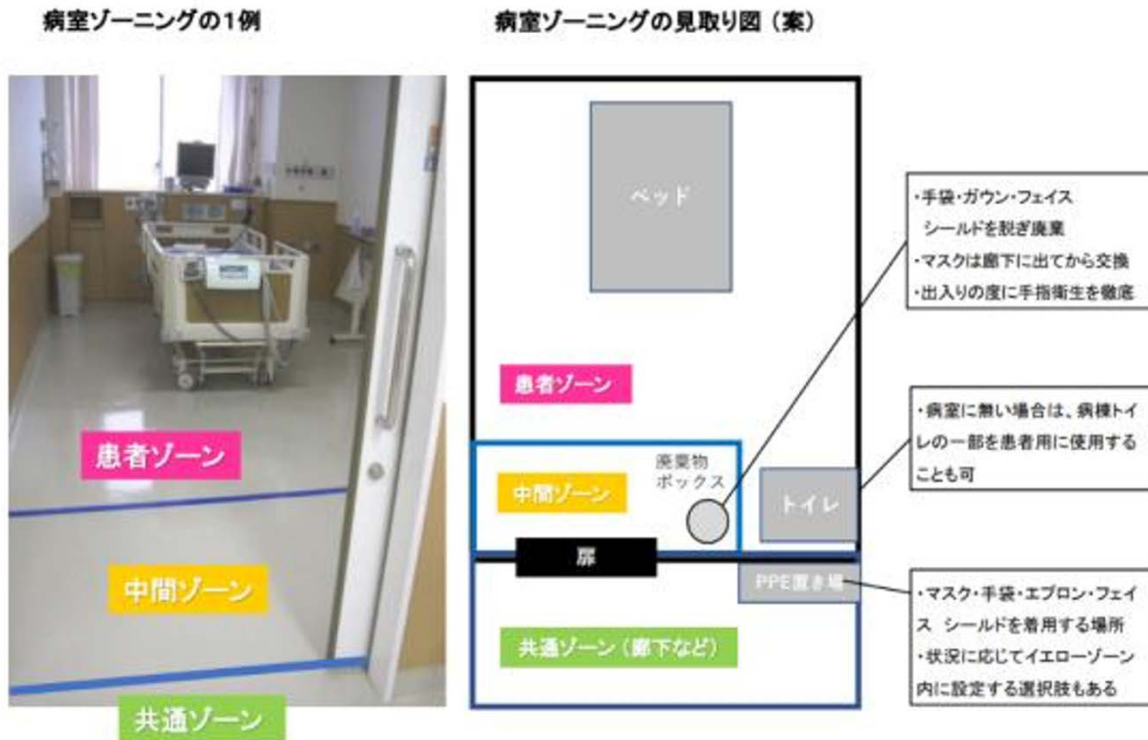 病室ゾーニングの1例
患者ゾーン
中間ゾーン
共通ゾーン
病室ゾーニングの見取り図（案）
ベッド
患者ゾーン
中間ゾーン
廃棄物
ボックス
トイレ
扉
PPE置き場
共通ゾーン（廊下など）
・手袋・ガウン・フェイス
シールドを脱ぎ廃棄
・マスクは廊下に出てから交換
・出入りの度に手指衛生を徹底
・病室に無い場合は、病棟トイ
レの一部を患者用に使用する
ことも可
・マスク・手袋・エプロン・フェイ
ス シールドを着用する場所
・状況に応じてイエローゾーン
内に設定する選択肢もある